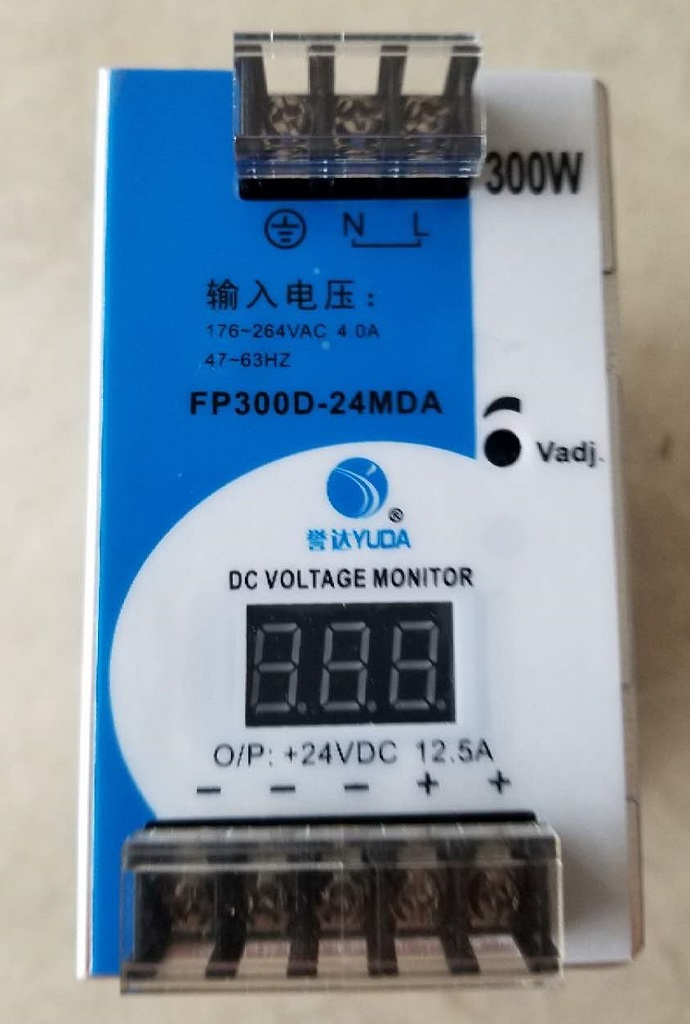 300W
N L
输入电压:
176~264VAC 4.0A
47~63HZ
FP300D-24MDA
Vadj.
®
誉达YUDA
DC VOLTAGE MONITOR
O/P: +24VDC 12.5A
- - - + +